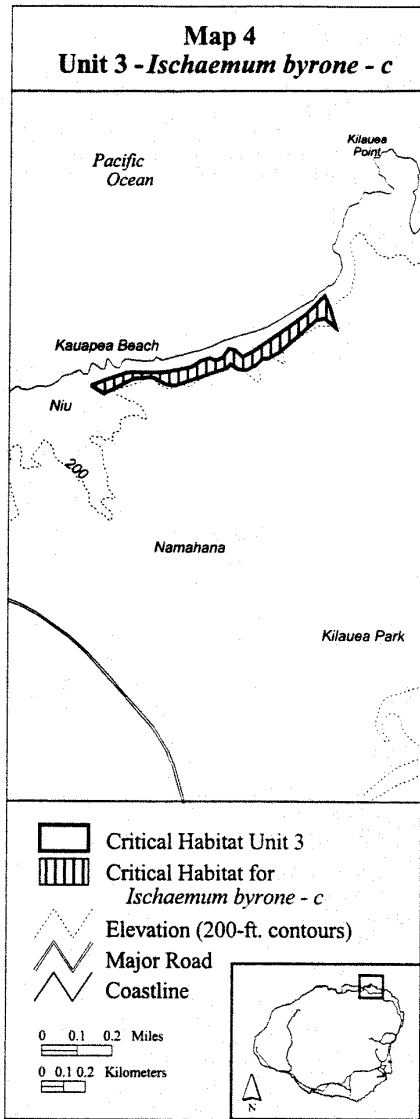 Map 4
Unit 3 - Ischaemum byrone - c
Kilauea
Point
Pacific
Ocean
Kauapea Beach
Niu
200
Namahana
Kilauea Park
Critical Habitat Unit 3
Critical Habitat for
Ischaemum byrone - c
Elevation (200-ft. contours)
Major Road
Coastline
0 0.1 0.2 Miles
0 0.1 0.2 Kilometers
N